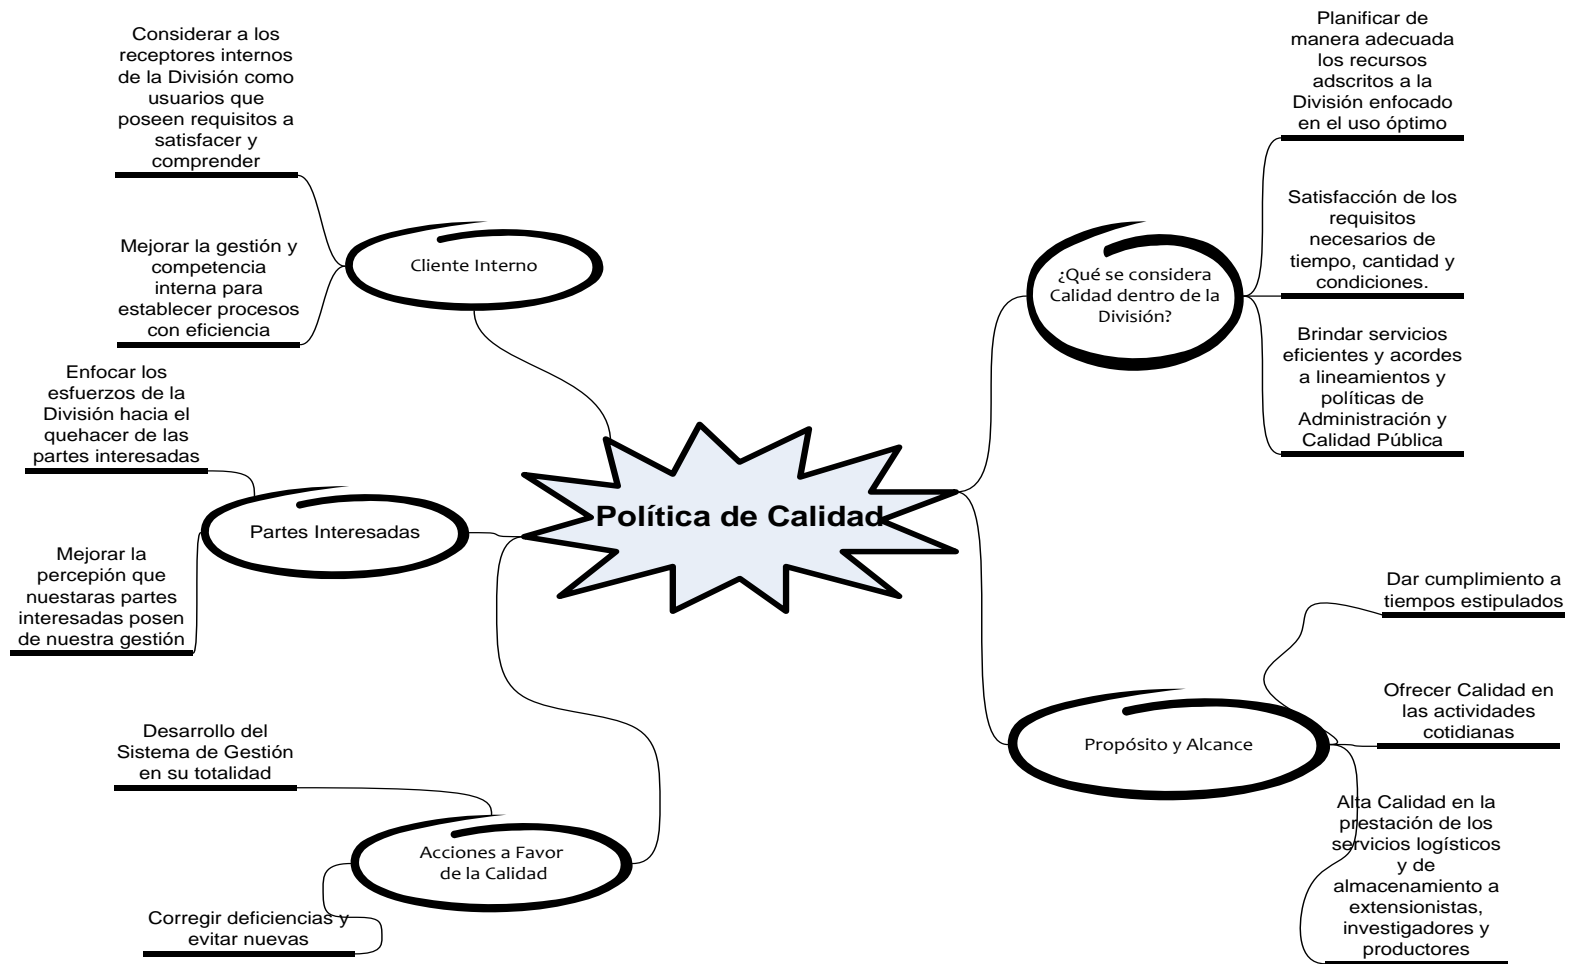 Considerar a los
receptores internos
de la División como
usuarios que
poseen requisitos a
satisfacer y
comprender
Mejorar la gestión y
competencia
interna para
establecer procesos
con eficiencia
Cliente Interno
Enfocar los
esfuerzos de la
División hacia el
quehacer de las
partes interesadas
Partes Interesadas
Mejorar la
percepión que
nuestaras partes
interesadas posen
de nuestra gestión
Desarrollo del
Sistema de Gestión
en su totalidad
Acciones a Favor
de la Calidad
Corregir deficiencias y
evitar nuevas
Política de Calidad
Planificar de
manera adecuada
los recursos
adscritos a la
División enfocado
en el uso óptimo
¿Qué se considera
Calidad dentro de la
División?
Satisfacción de los
requisitos
necesarios de
tiempo, cantidad y
condiciones.
Brindar servicios
eficientes y acordes
a lineamientos y
políticas de
Administración y
Calidad Pública
Dar cumplimiento a
tiempos estipulados
Propósito y Alcance
Ofrecer Calidad en
las actividades
cotidianas
Alta Calidad en la
prestación de los
servicios logísticos
y de
almacenamiento a
extensionistas,
investigadores y
productores